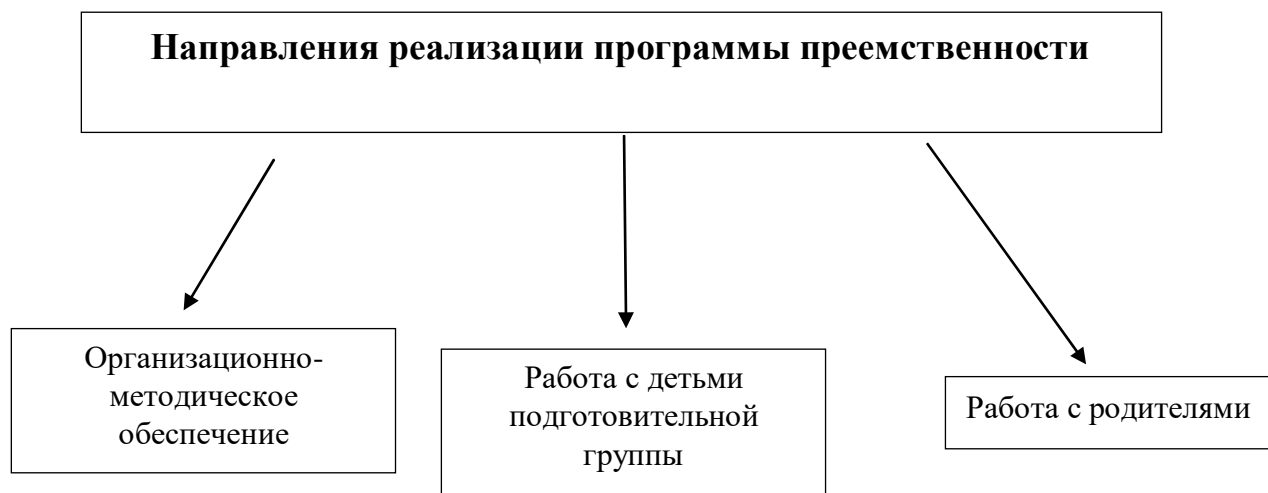 Направления реализации программы преемственности
Организационно-
методическое
обеспечение
Работа с детьми
подготовительной
группы
Работа с родителями